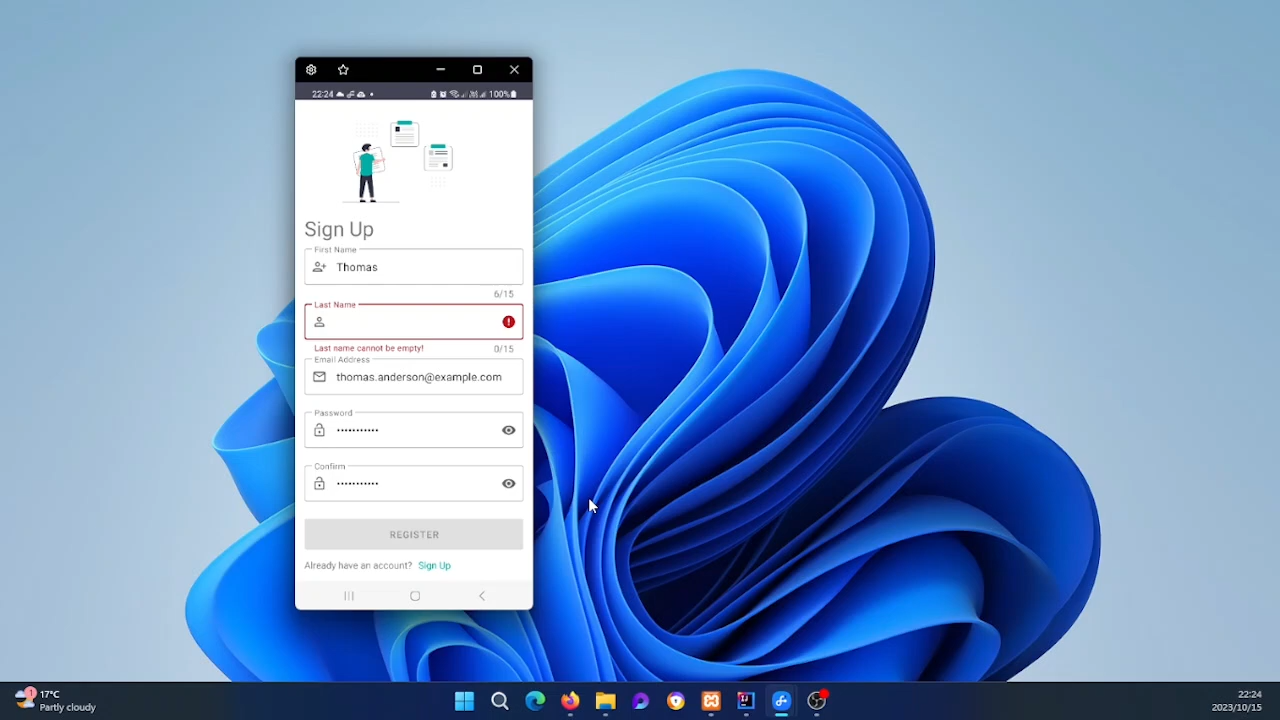 22:24
100%
Sign Up
First Name
Thomas
6/15
Last Name
Last name cannot be empty!
0/15
Email Address
thomas.anderson@example.com
Password
•••••••••••
Confirm
•••••••••••
REGISTER
Already have an account? Sign Up
1
17°C
Partly cloudy
22:24
2023/10/15